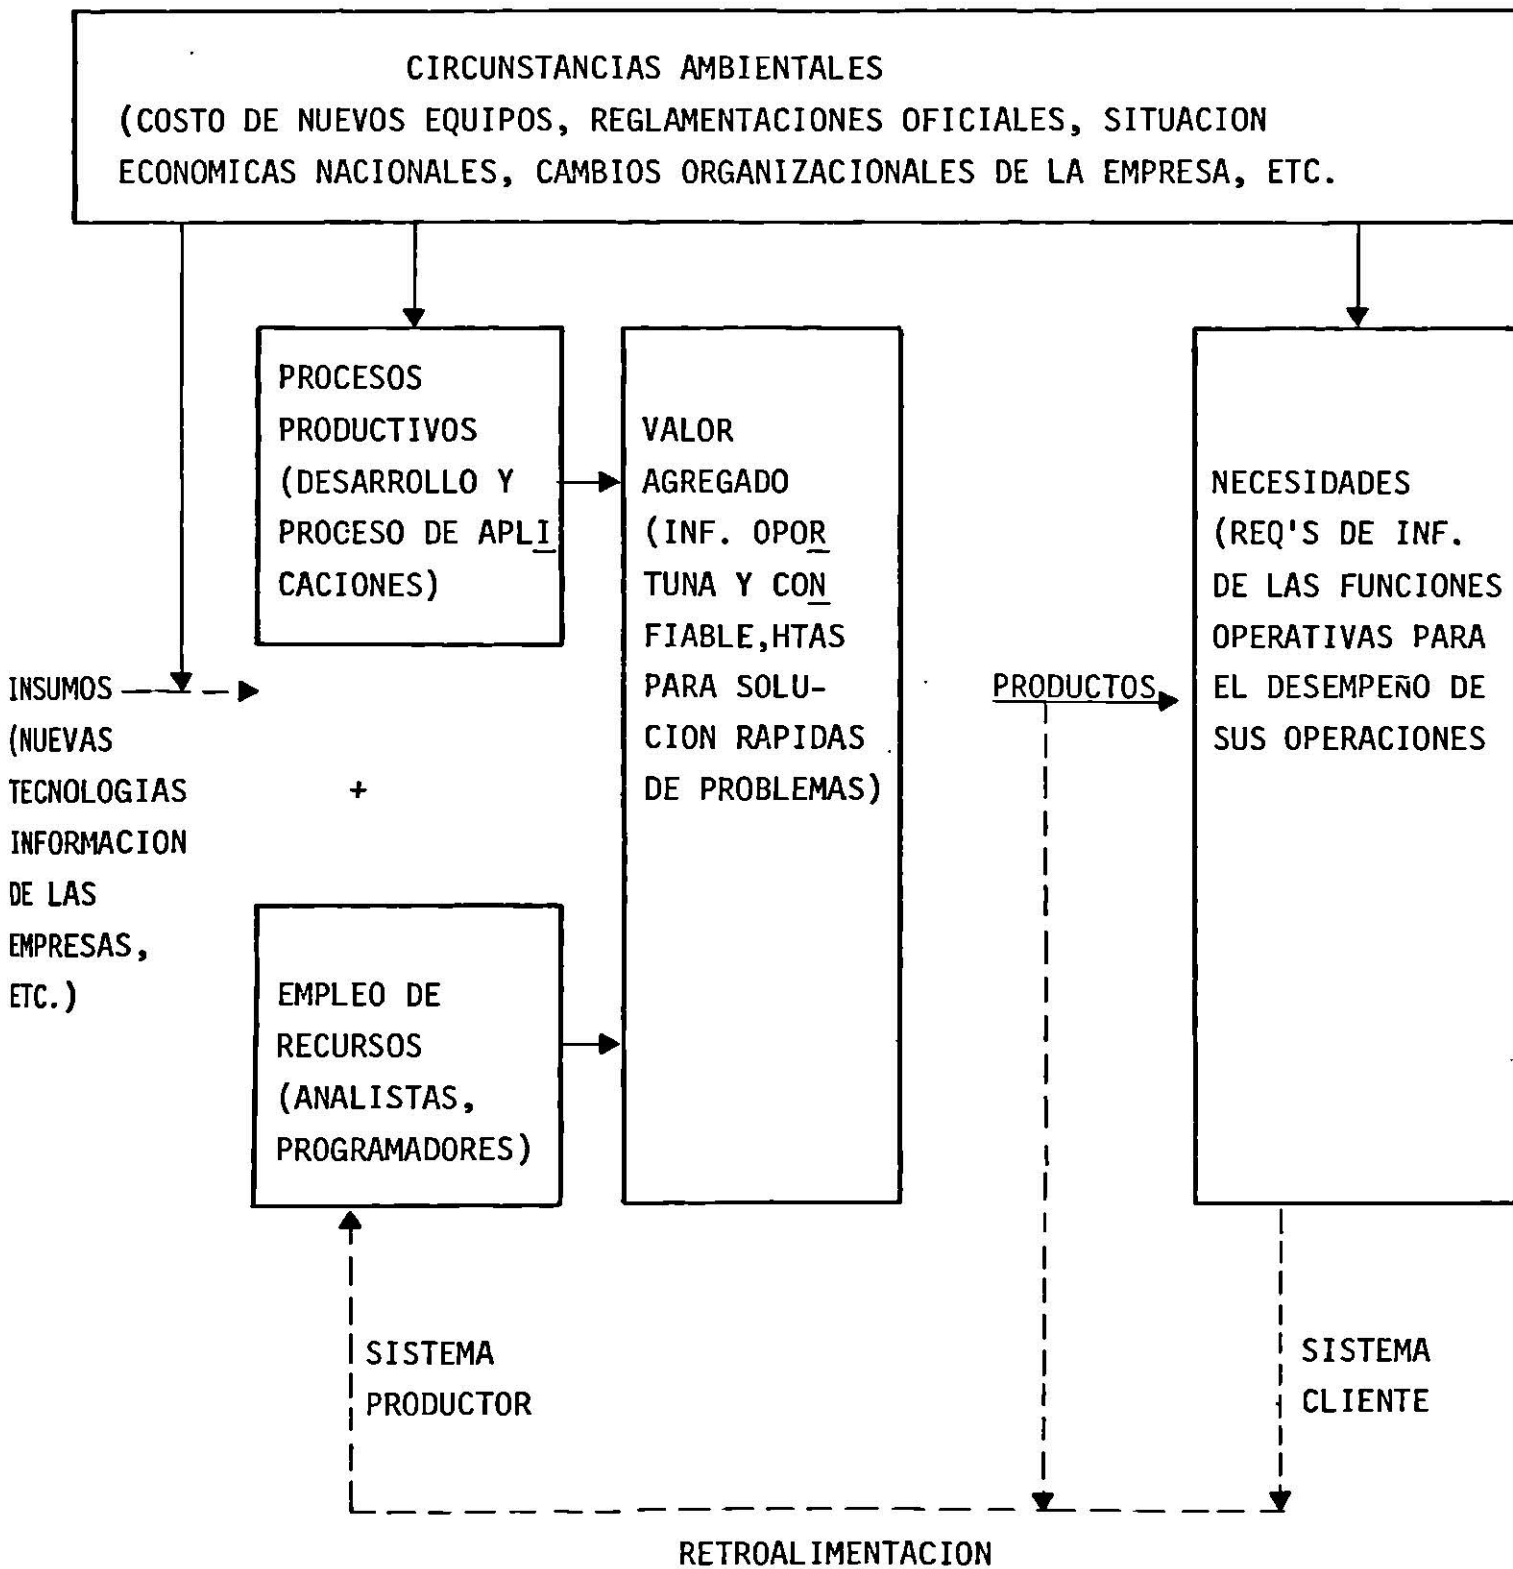 CIRCUNSTANCIAS AMBIENTALES
(COSTO DE NUEVOS EQUIPOS, REGLAMENTACIONES OFICIALES, SITUACION
ECONOMICAS NACIONALES, CAMBIOS ORGANIZACIONALES DE LA EMPRESA, ETC.
INSUMOS
(NUEVAS
TECNOLOGIAS
INFORMACION
DE LAS
EMPRESAS,
ETC.)
PROCESOS
PRODUCTIVOS
(DESARROLLO Y
PROCESO DE APLI
CACIONES)
+
EMPLEO DE
RECURSOS
(ANALISTAS,
PROGRAMADORES)
VALOR
AGREGADO
(INF. OPOR
TUNA Y CON
FIABLE,HTAS
PARA SOLU-
CION RAPIDAS
DE PROBLEMAS)
PRODUCTOS
NECESIDADES
(REQ'S DE INF.
DE LAS FUNCIONES
OPERATIVAS PARA
EL DESEMPEÑO DE
SUS OPERACIONES
SISTEMA
PRODUCTOR
SISTEMA
CLIENTE
RETROALIMENTACION